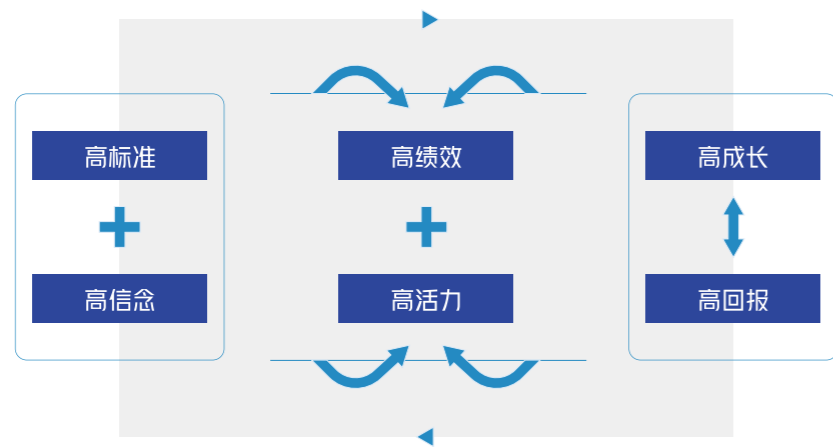 高标准
高绩效
高成长
高信念
高活力
高回报